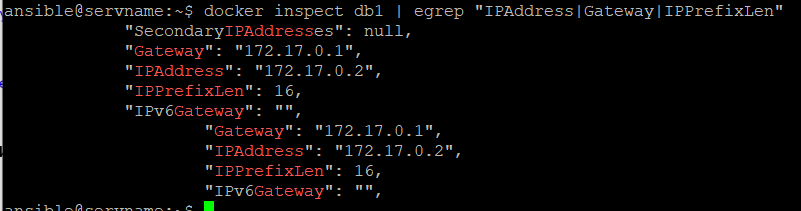 ansible@servname:~$ docker inspect db1 | egrep "IPAddress|Gateway|IPPrefixLen"
"SecondaryIPAddresses": null,
"Gateway": "172.17.0.1",
"IPAddress": "172.17.0.2",
"IPPrefixLen": 16,
"IPv6Gateway": "",
"Gateway": "172.17.0.1",
"IPAddress": "172.17.0.2",
"IPPrefixLen": 16,
"IPv6Gateway": "",
ansible@servname:~$